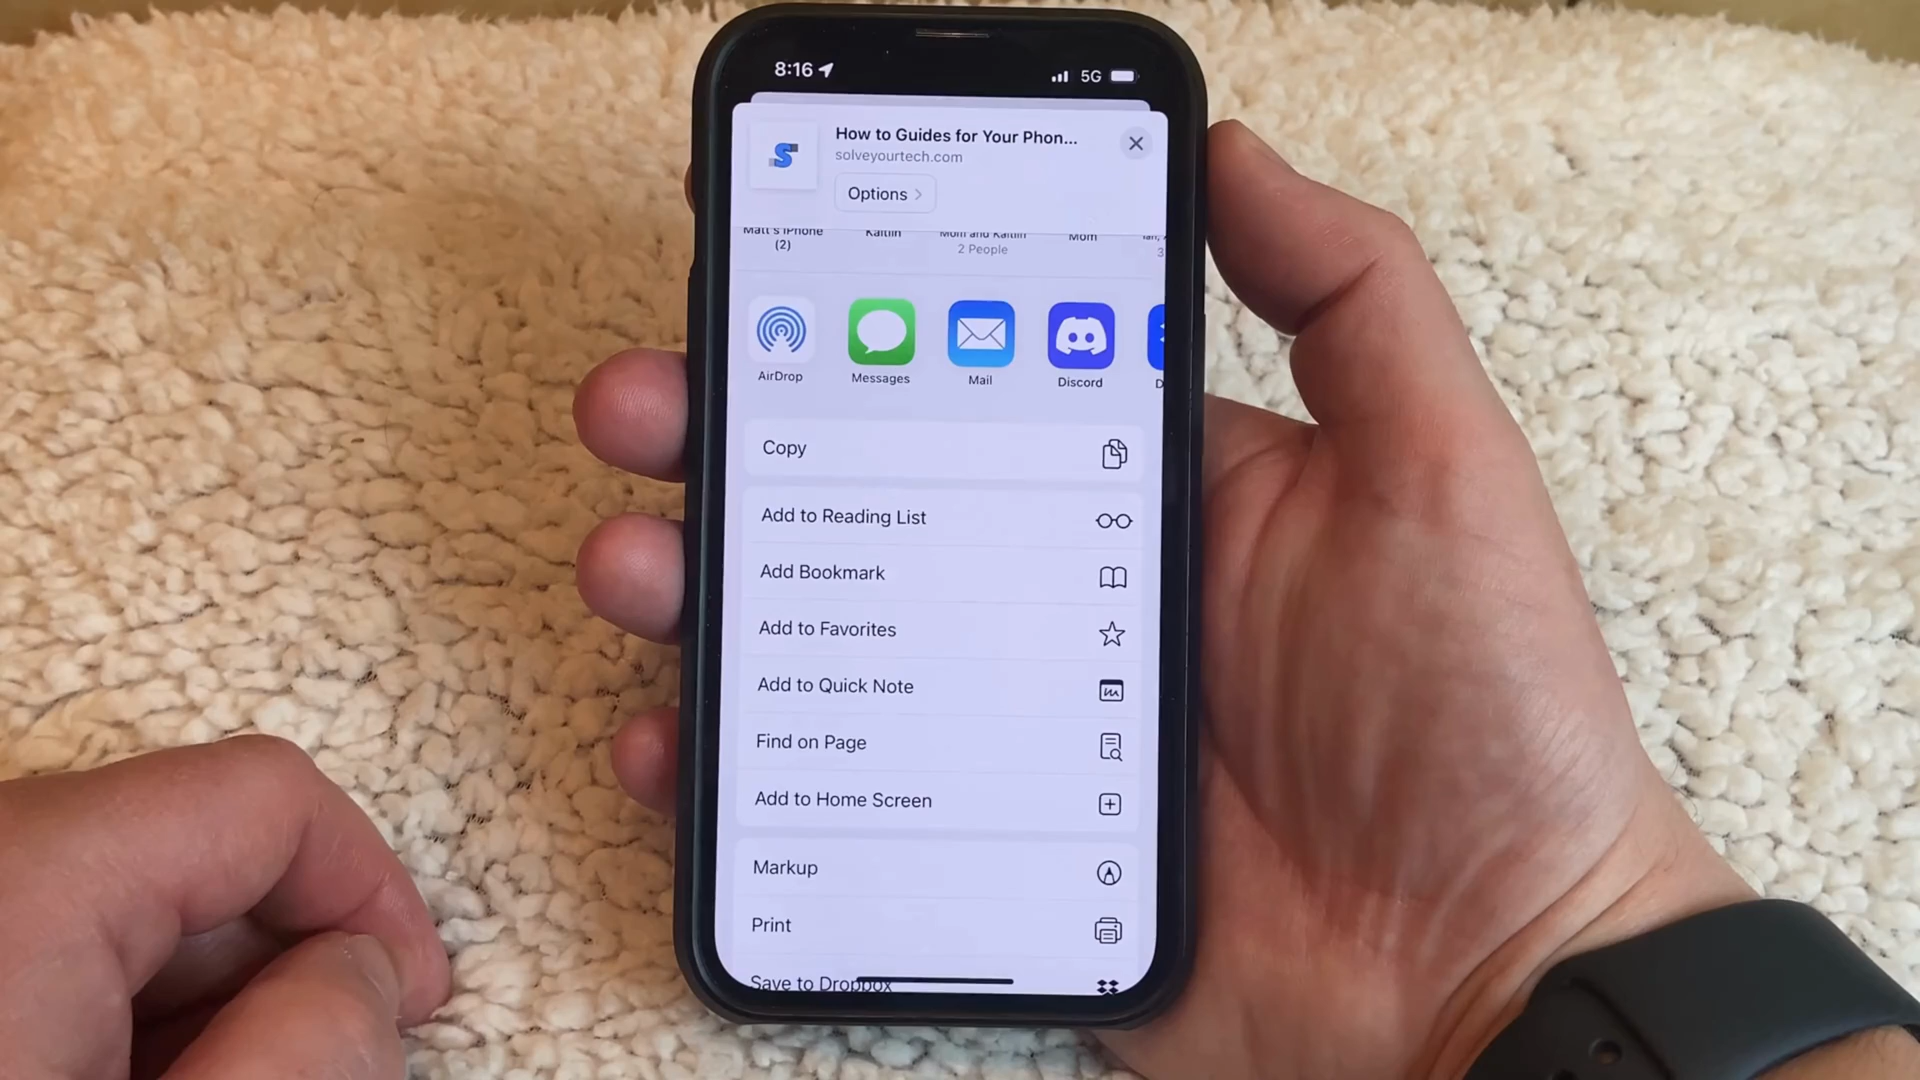 8:16
5G
How to Guides for Your Phon...
solveyourtech.com
S
Options
Matt's iPhone
Kaitlin
Mom and Kaitlin
Mom
(2)
2 People
3
AirDrop
Messages
Mail
Discord
D
Copy
Add to Reading List
Add Bookmark
Add to Favorites
Add to Quick Note
Find on Page
Add to Home Screen
Markup
Print
Save to Dropbox